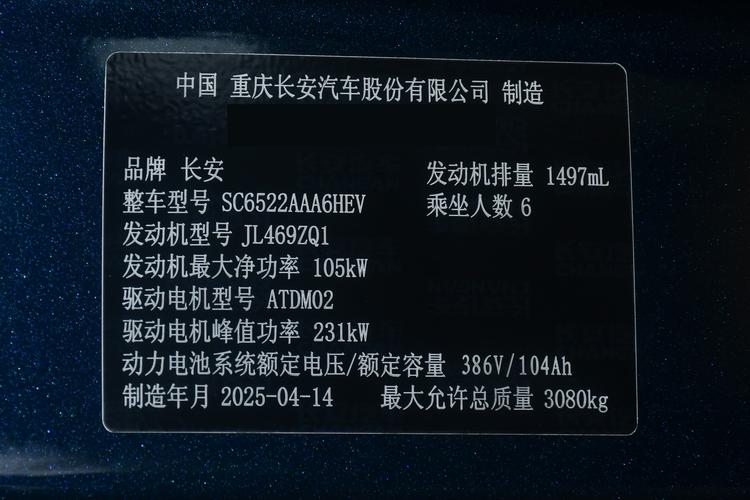 中国 重庆长安汽车股份有限公司 制造
品牌 长安
发动机排量 1497mL
整车型号 SC6522AAA6HEV
乘坐人数 6
发动机型号 JL469ZQ1
发动机最大净功率 105kW
驱动电机型号 ATDM02
驱动电机峰值功率 231kW
动力电池系统额定电压/额定容量 386V/104Ah
制造年月 2025-04-14 最大允许总质量 3080kg